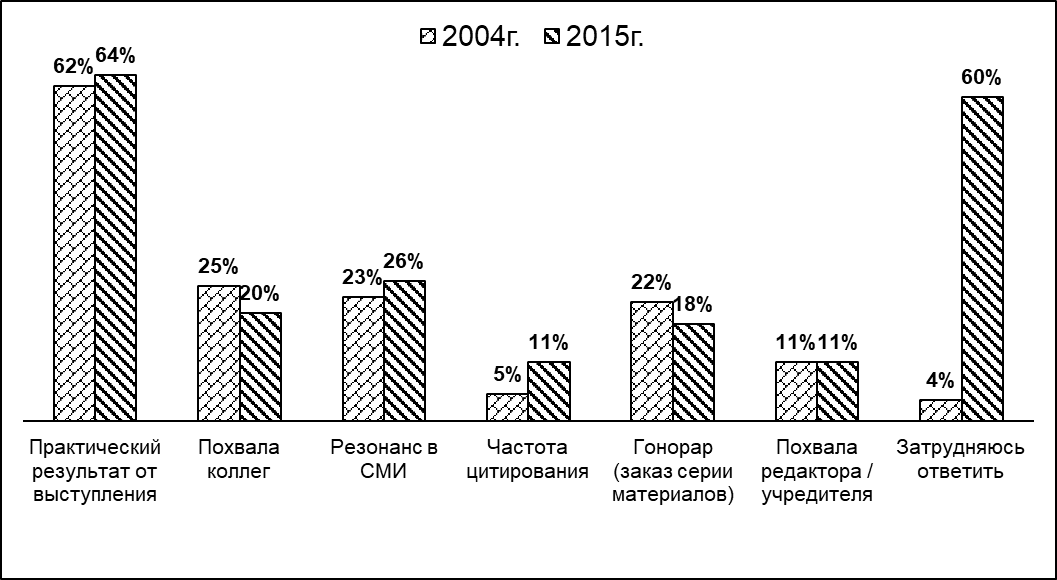 2004г. 2015г.
62% 64% 25% 20% 23% 26% 5% 11% 22% 18% 11% 11% 4% 60%
Практический
результат от
выступления
Похвала
коллег
Резонанс в
СМИ
Частота
цитирования
Гонорар
(заказ серии
материалов)
Похвала
редактора /
учредителя
Затрудняюсь
ответить